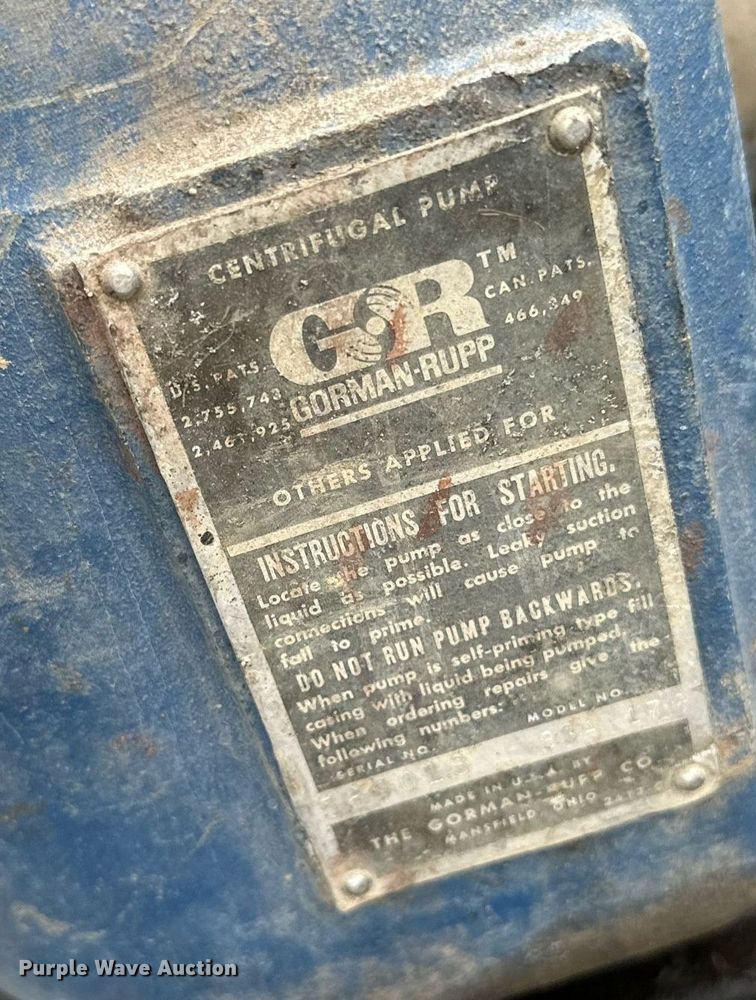 CENTRIFUGAL PUMP
GR TM
GORMAN-RUPP
U.S. PATS.
2,755,743
CAN. PATS.
466,349
OTHERS APPLIED FOR
INSTRUCTIONS FOR STARTING.
Locate the pump as close to the
liquid as possible. Leaky suction
connections will cause pump to
fail to prime.
DO NOT RUN PUMP BACKWARDS.
When pump is self-priming type fill
casing with liquid being pumped.
When ordering repairs give the
following numbers:
SERIAL NO. MODEL NO.
MADE IN U.S.A. BY
THE GORMAN-RUPP CO.
MANSFIELD, OHIO
Purple Wave Auction